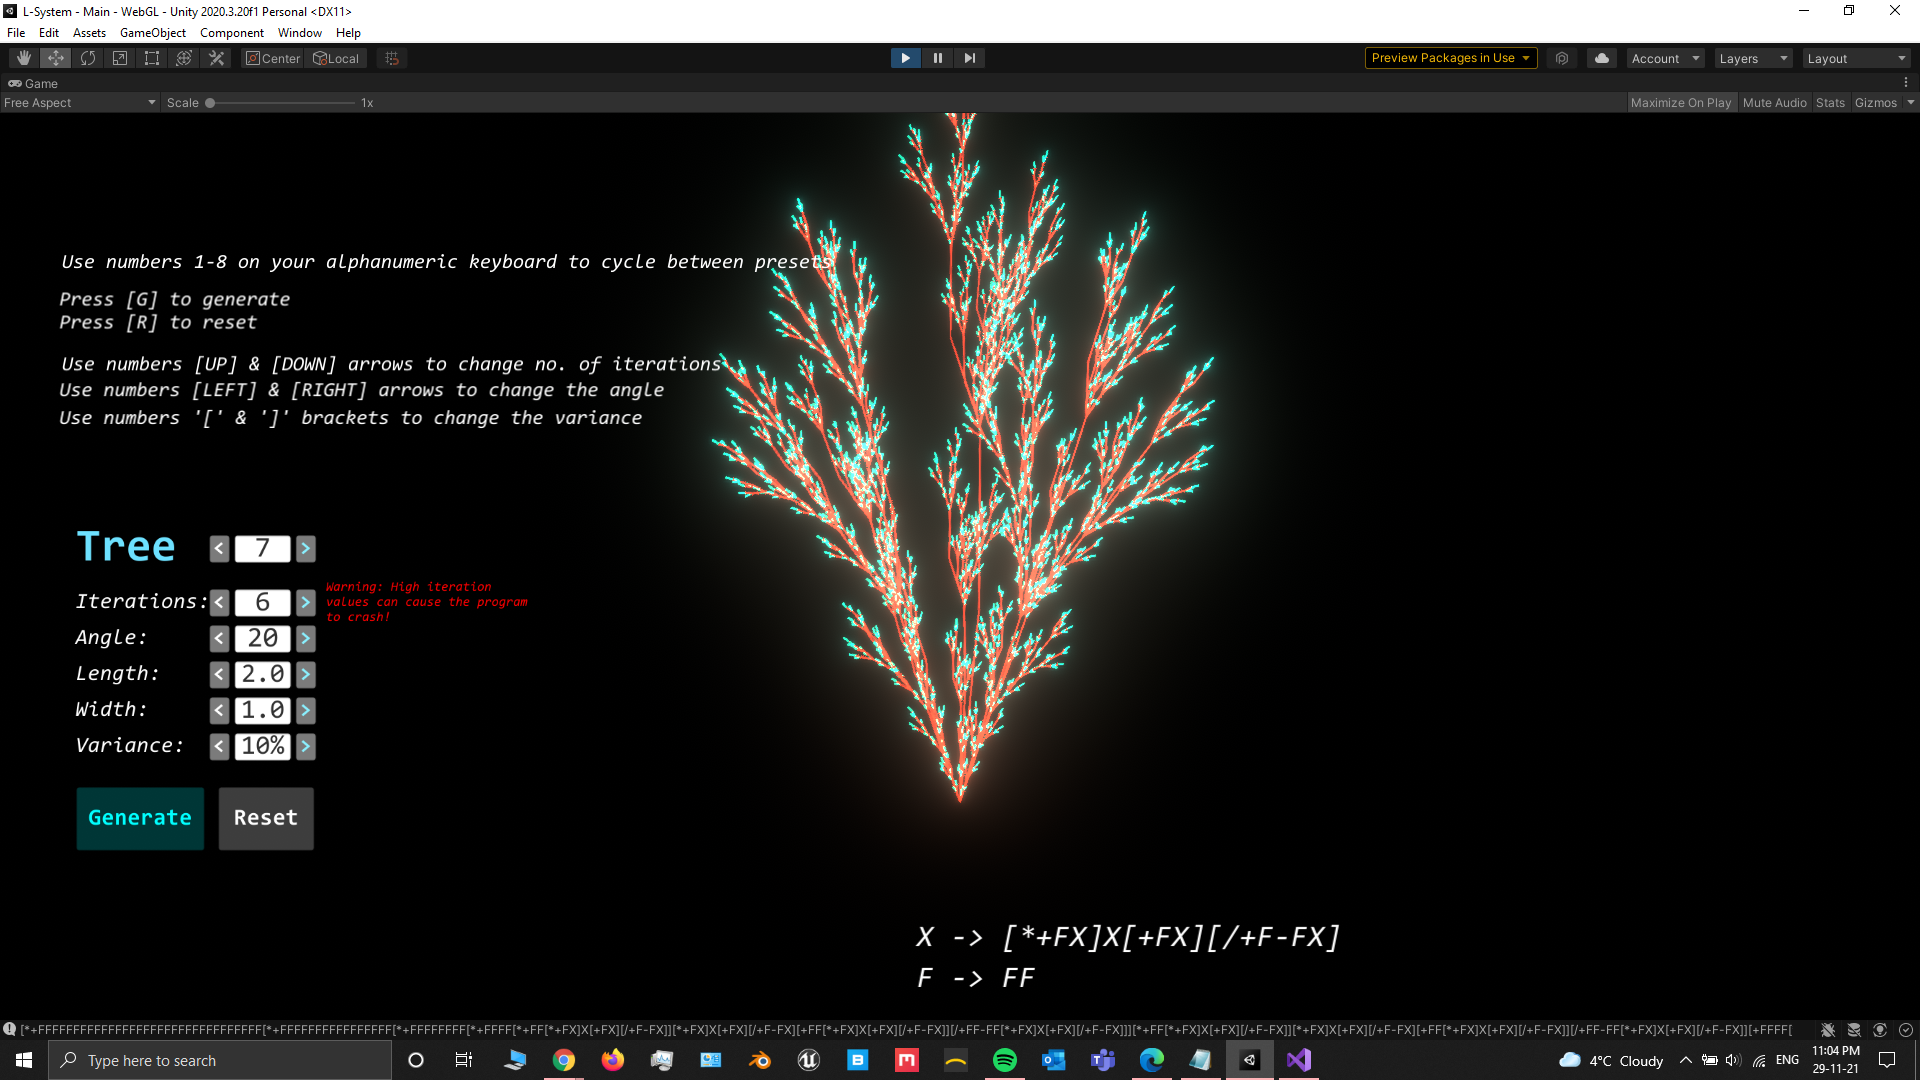 L-System - Main - WebGL - Unity 2020.3.20f1 Personal <DX11>
File Edit Assets GameObject Component Window Help
Center Local Preview Packages in Use Account Layers Layout
Game
Free Aspect Scale 1x Maximize On Play Mute Audio Stats Gizmos
Use numbers 1-8 on your alphanumeric keyboard to cycle between presets
Press [G] to generate
Press [R] to reset
Use numbers [UP] & [DOWN] arrows to change no. of iterations
Use numbers [LEFT] & [RIGHT] arrows to change the angle
Use numbers '[' & ']' brackets to change the variance
Tree < 7 >
Iterations: < 6 >
Warning: High iteration
values can cause the program
to crash!
Angle: < 20 >
Length: < 2.0 >
Width: < 1.0 >
Variance: < 10% >
Generate Reset
X -> [*+FX]X[+FX][/+F-FX]
F -> FF
Type here to search
4°C Cloudy ENG 11:04 PM
29-11-21